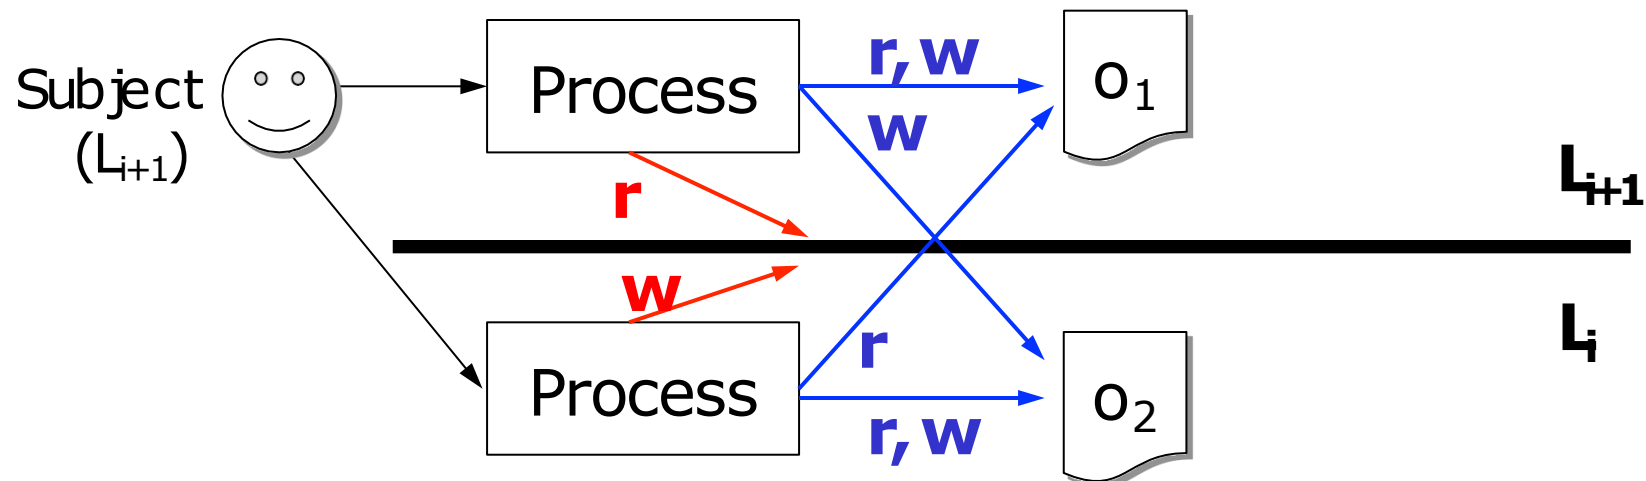 Subject
(Li+1)
Process
r,w
w
o1
r
Li+1
w
Process
r
r,w
o2
Li